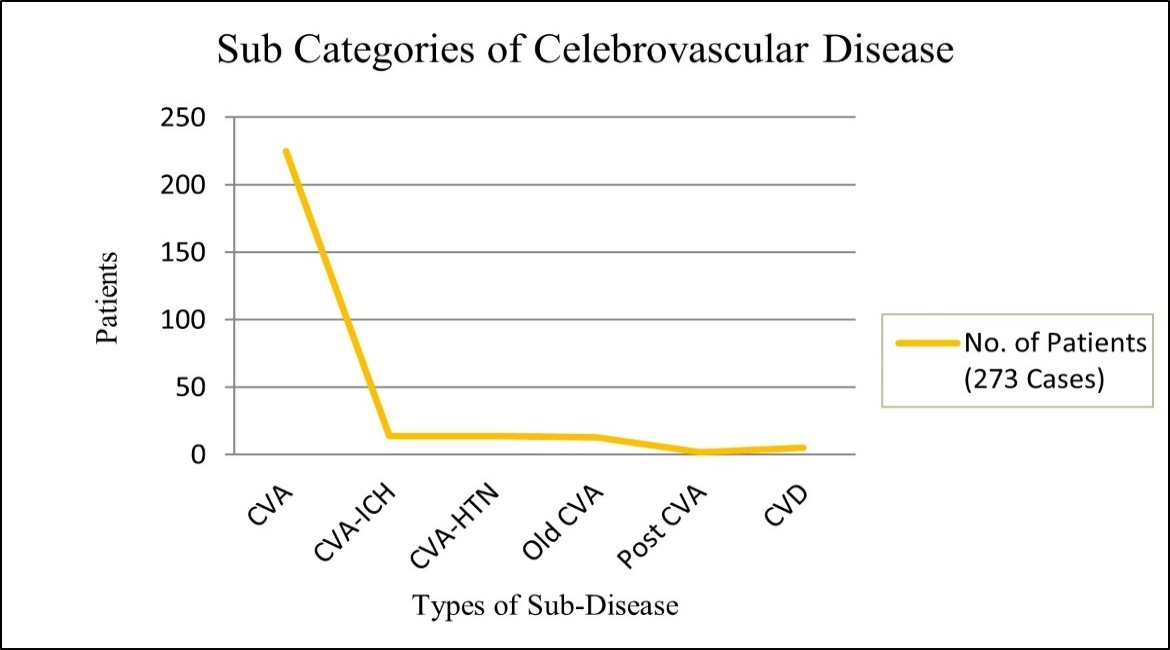 Sub Categories of Celebrovascular Disease
250
200
150
100
50
0
Patients
CVA
CVA-ICH
CVA-HTN
Old CVA
Post CVA
CVD
Types of Sub-Disease
No. of Patients
(273 Cases)